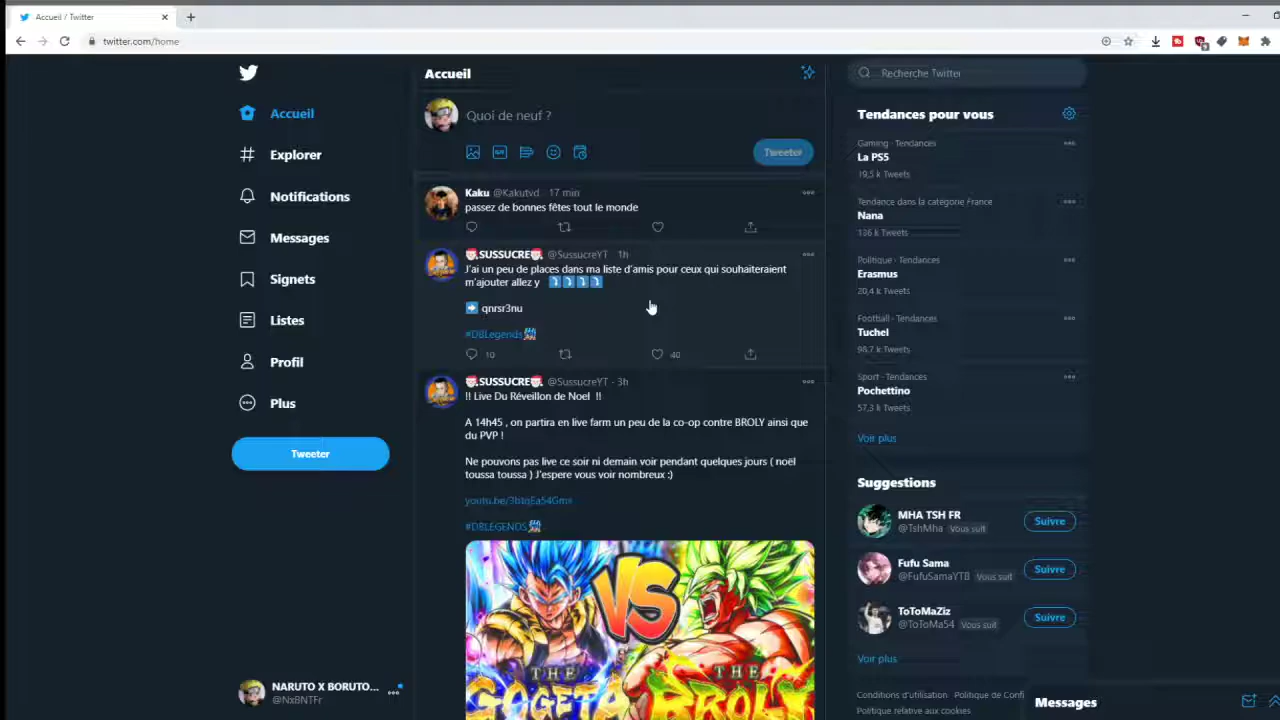 Accueil / Twitter
twitter.com/home
Accueil
Explorer
Notifications
Messages
Signets
Listes
Profil
Plus
Tweeter
NARUTO X BORUTO...
@NxBNTFr
Accueil
Quoi de neuf ?
Tweeter
Kaku @Kakutvd · 17 min
passez de bonnes fêtes tout le monde
🎅SUSSUCRE🎅 @SussucreYT · 1h
J'ai un peu de places dans ma liste d'amis pour ceux qui souhaiteraient
m'ajouter allez y ⤵️⤵️⤵️⤵️
➡️ qnrsr3nu
#DBLegends
10 40
🎅SUSSUCRE🎅 @SussucreYT · 3h
!! Live Du Réveillon de Noel !!
A 14h45 , on partira en live farm un peu de la co-op contre BROLY ainsi que
du PVP !
Ne pouvons pas live ce soir ni demain voir pendant quelques jours ( noël
toussa toussa ) J'espere vous voir nombreux :)
#DBLEGENDS
VS
THE THE
GOGETA BROLY
Recherche Twitter
Tendances pour vous
Gaming · Tendances
La PS5
19,5 k Tweets
Tendance dans la catégorie France
Nana
136 k Tweets
Politique · Tendances
Erasmus
20,4 k Tweets
Football · Tendances
Tuchel
98,7 k Tweets
Sport · Tendances
Pochettino
57,3 k Tweets
Voir plus
Suggestions
MHA TSH FR
@TshMha Vous suit
Suivre
Fufu Sama
@FufuSamaYTB Vous suit
Suivre
ToToMaZiz
@ToToMa54 Vous suit
Suivre
Voir plus
Conditions d'utilisation Politique de Confi
Politique relative aux cookies
Messages